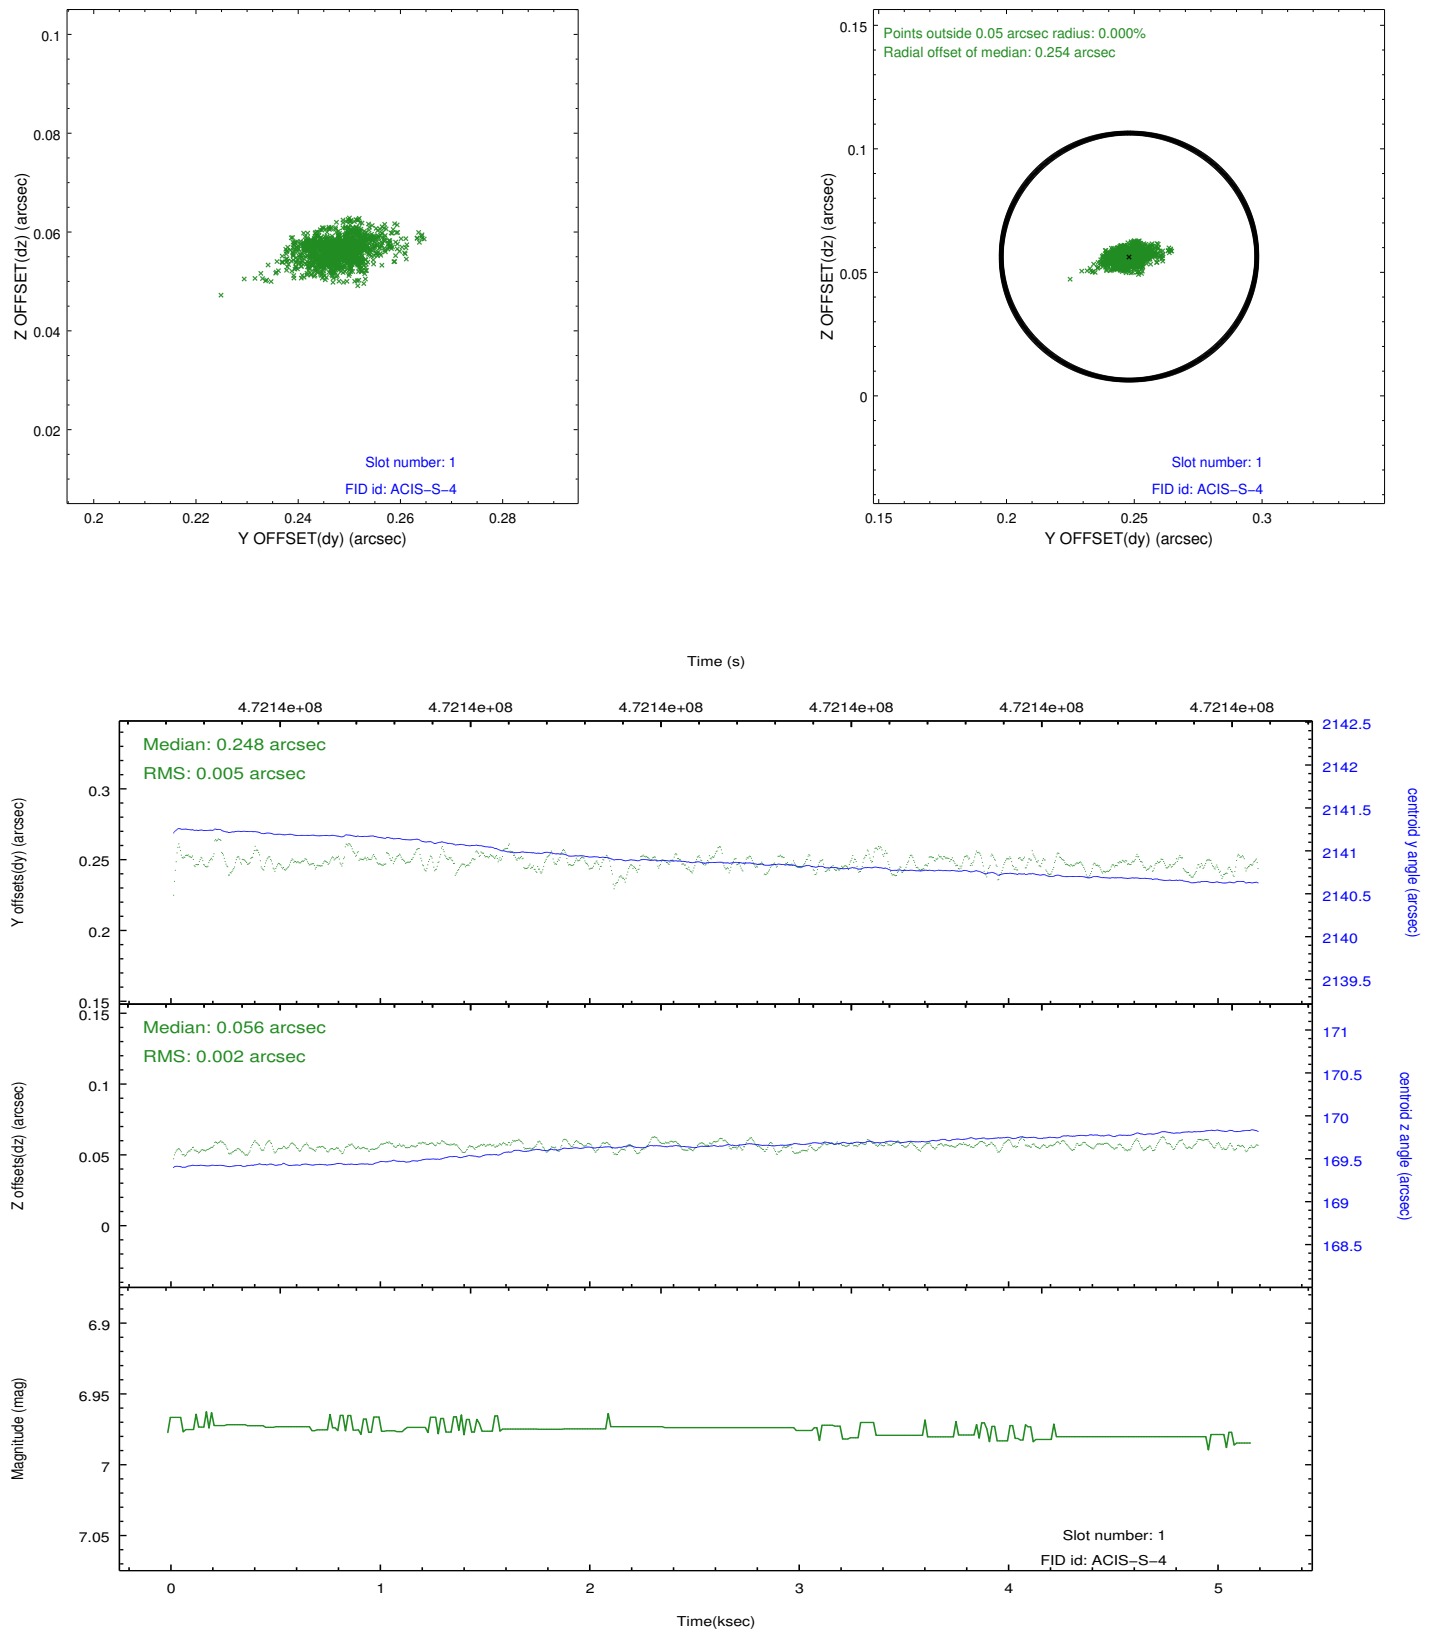 0.1
0.08
0.06
0.04
0.02
Z OFFSET(dz) (arcsec)
Slot number: 1
FID id: ACIS−S−4
0.2 0.22 0.24 0.26 0.28
Y OFFSET(dy) (arcsec)
Points outside 0.05 arcsec radius: 0.000%
Radial offset of median: 0.254 arcsec
0.15
0.1
0.05
0
Z OFFSET(dz) (arcsec)
Slot number: 1
FID id: ACIS−S−4
0.15 0.2 0.25 0.3
Y OFFSET(dy) (arcsec)
Time (s)
4.7214e+08 4.7214e+08 4.7214e+08 4.7214e+08 4.7214e+08 4.7214e+08
Median: 0.248 arcsec
RMS: 0.005 arcsec
0.3
0.25
0.2
0.15
Y offsets(dy) (arcsec)
2142.5
2142
2141.5
2141
2140.5
2140
2139.5
centroid y angle (arcsec)
Median: 0.056 arcsec
RMS: 0.002 arcsec
0.15
0.1
0.05
0
Z offsets(dz) (arcsec)
171
170.5
170
169.5
169
168.5
centroid z angle (arcsec)
6.9
6.95
7
7.05
Magnitude (mag)
Slot number: 1
FID id: ACIS−S−4
0 1 2 3 4 5
Time(ksec)